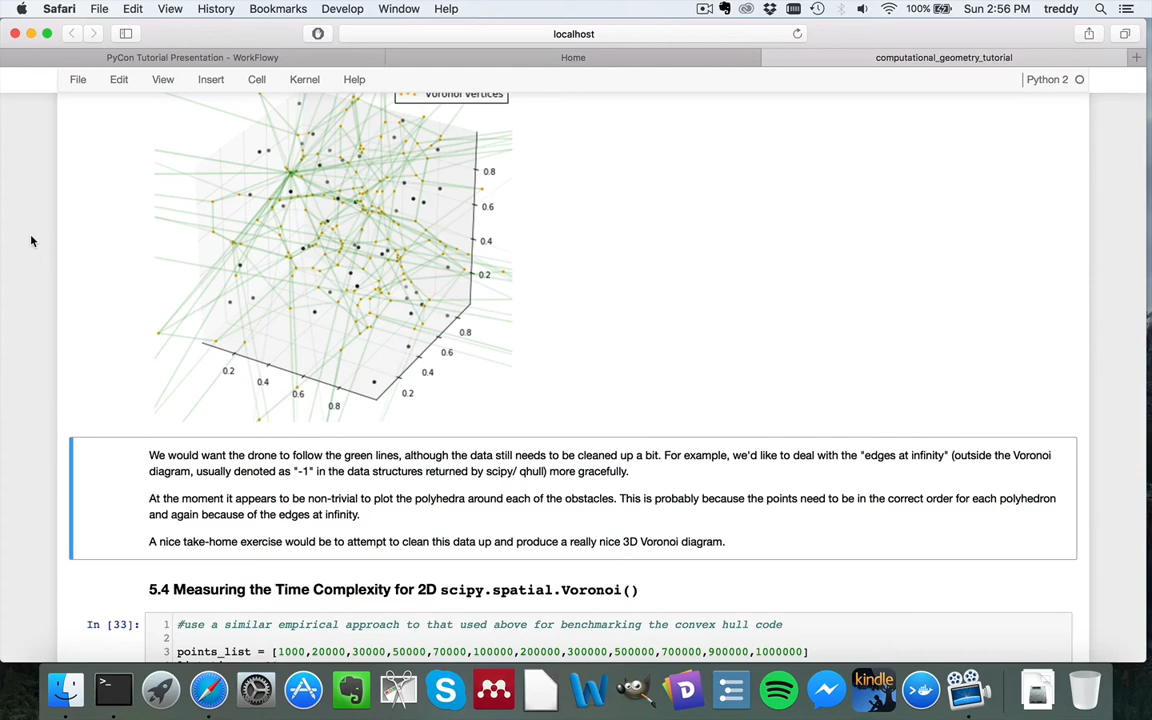 Safari File Edit View History Bookmarks Develop Window Help 100% Sun 2:56 PM treddy
localhost
PyCon Tutorial Presentation - WorkFlowy Home computational_geometry_tutorial
File Edit View Insert Cell Kernel Help Python 2
Voronoi vertices
0.8
0.6
0.4
0.2
0.8
0.6
0.4
0.2
0.2
0.4
0.6
0.8
We would want the drone to follow the green lines, although the data still needs to be cleaned up a bit. For example, we'd like to deal with the "edges at infinity" (outside the Voronoi
diagram, usually denoted as "-1" in the data structures returned by scipy/ qhull) more gracefully.
At the moment it appears to be non-trivial to plot the polyhedra around each of the obstacles. This is probably because the points need to be in the correct order for each polyhedron
and again because of the edges at infinity.
A nice take-home exercise would be to attempt to clean this data up and produce a really nice 3D Voronoi diagram.
5.4 Measuring the Time Complexity for 2D scipy.spatial.Voronoi()
In [33]: 1 #use a similar empirical approach to that used above for benchmarking the convex hull code
2
3 points_list = [1000,20000,30000,50000,70000,100000,200000,300000,500000,700000,900000,1000000]
kindle